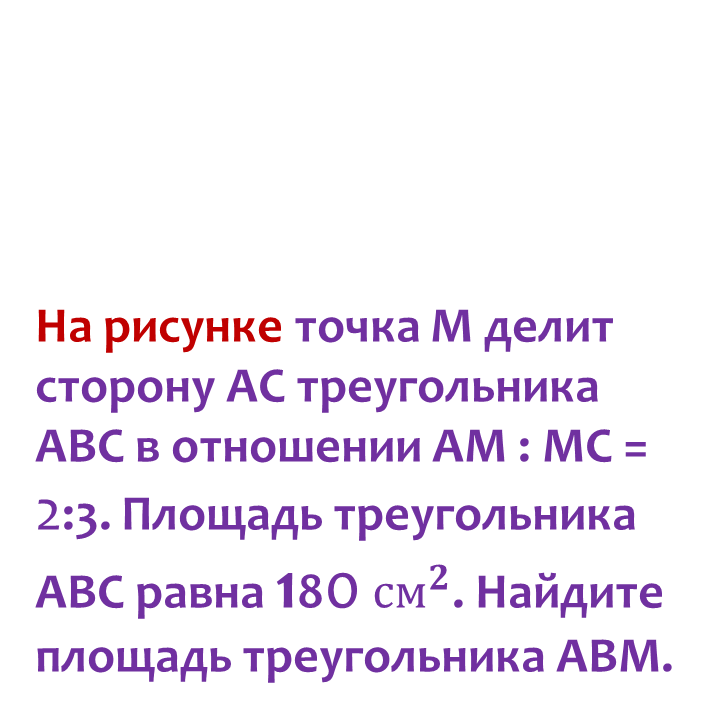 На рисунке точка М делит
сторону АС треугольника
АВС в отношении АМ : МС =
2:3. Площадь треугольника
АВС равна 180 см². Найдите
площадь треугольника АВМ.